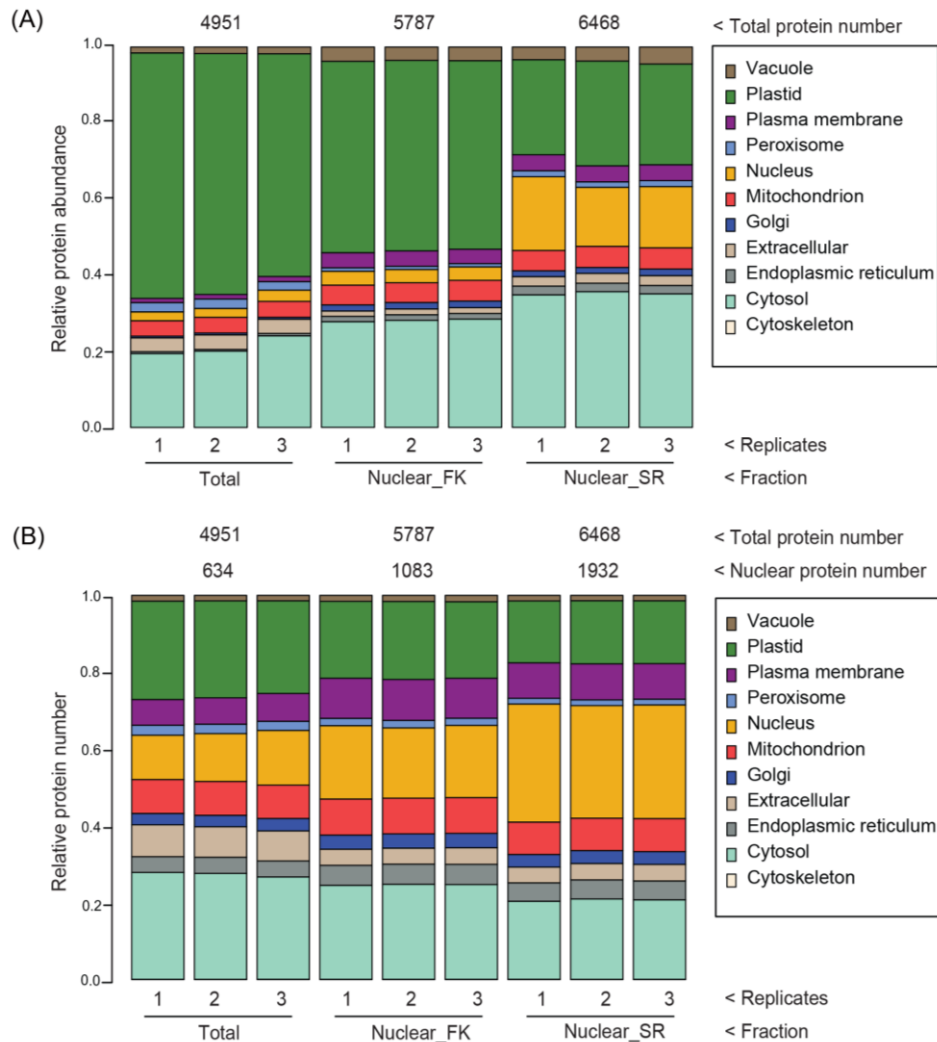 (A)
4951 5787 6468 < Total protein number
Relative protein abundance
1.0
0.8
0.6
0.4
0.2
0.0
Vacuole
Plastid
Plasma membrane
Peroxisome
Nucleus
Mitochondrion
Golgi
Extracellular
Endoplasmic reticulum
Cytosol
Cytoskeleton
1 2 3 1 2 3 1 2 3 < Replicates
Total Nuclear_FK Nuclear_SR < Fraction
(B)
4951 5787 6468 < Total protein number
634 1083 1932 < Nuclear protein number
Relative protein number
1.0
0.8
0.6
0.4
0.2
0.0
Vacuole
Plastid
Plasma membrane
Peroxisome
Nucleus
Mitochondrion
Golgi
Extracellular
Endoplasmic reticulum
Cytosol
Cytoskeleton
1 2 3 1 2 3 1 2 3 < Replicates
Total Nuclear_FK Nuclear_SR < Fraction